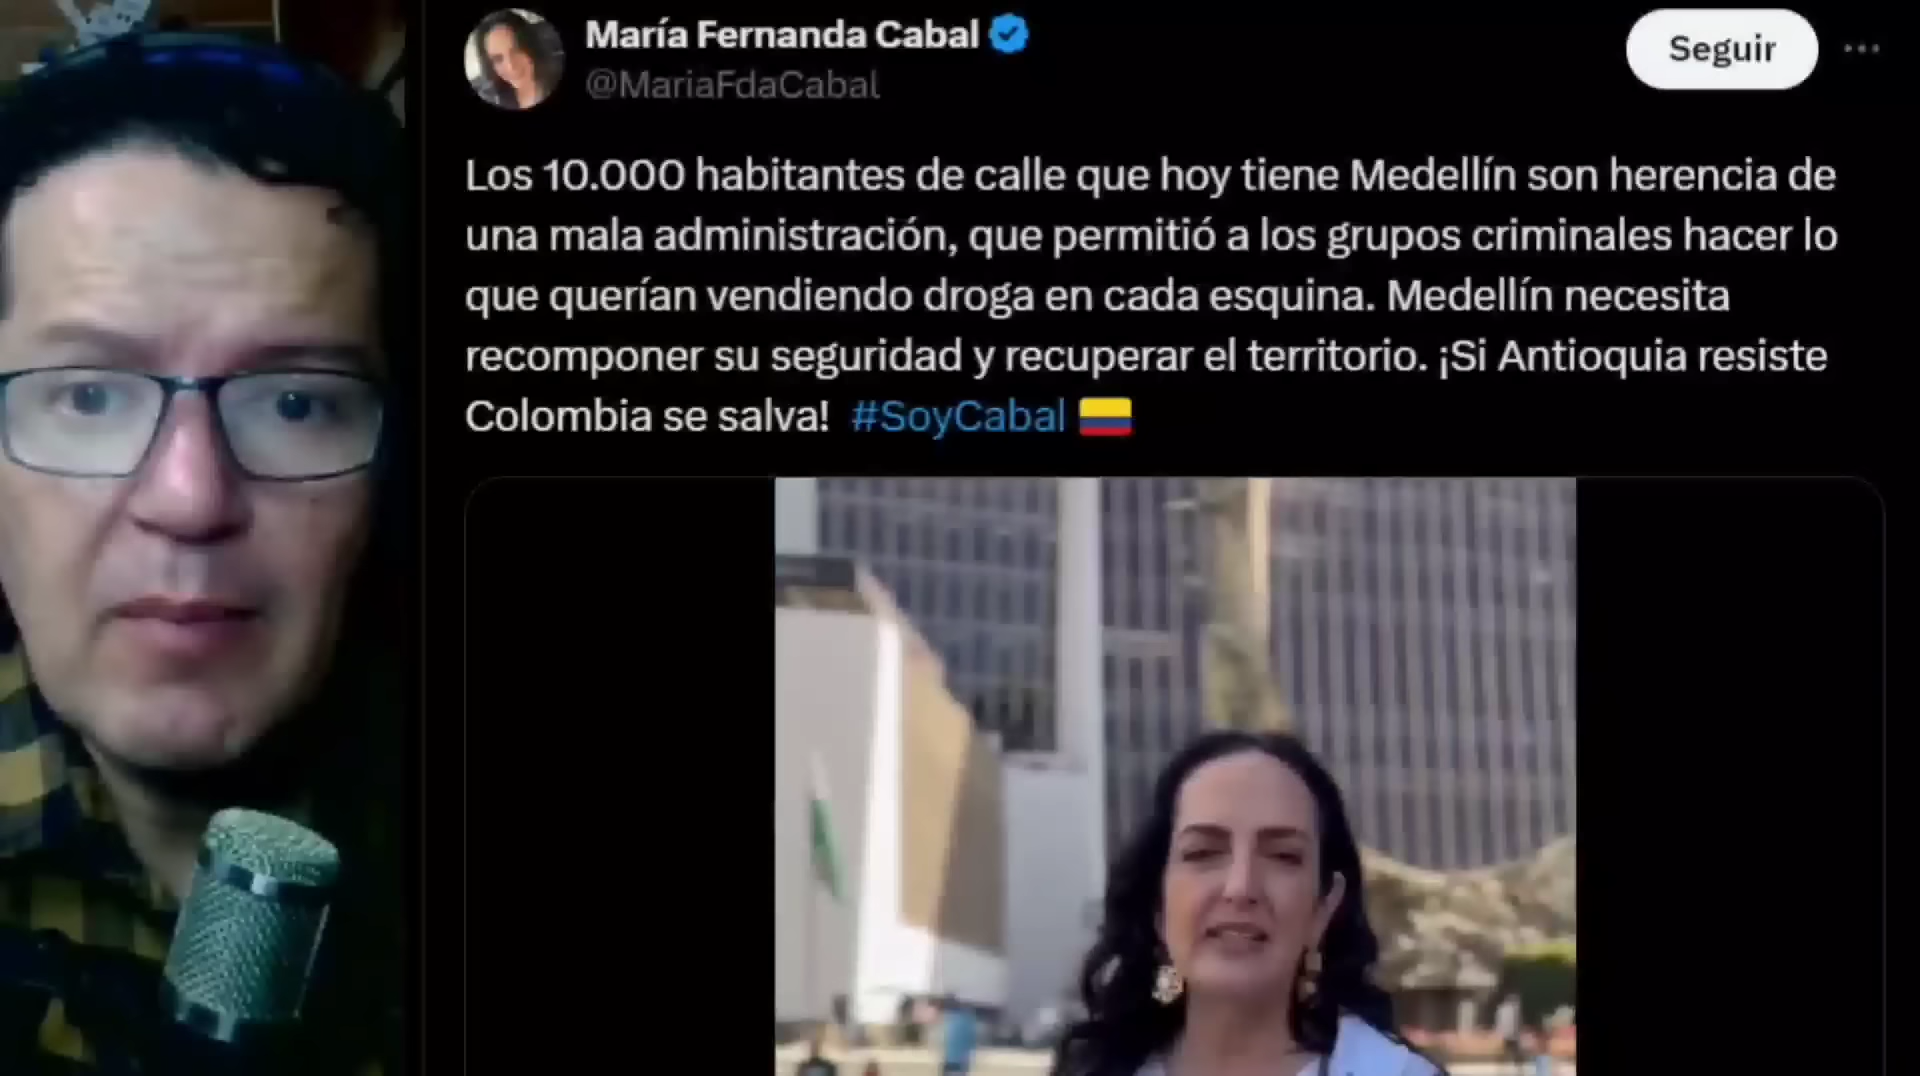 María Fernanda Cabal
@MariaFdaCabal
Seguir
Los 10.000 habitantes de calle que hoy tiene Medellín son herencia de
una mala administración, que permitió a los grupos criminales hacer lo
que querían vendiendo droga en cada esquina. Medellín necesita
recomponer su seguridad y recuperar el territorio. ¡Si Antioquia resiste
Colombia se salva! #SoyCabal